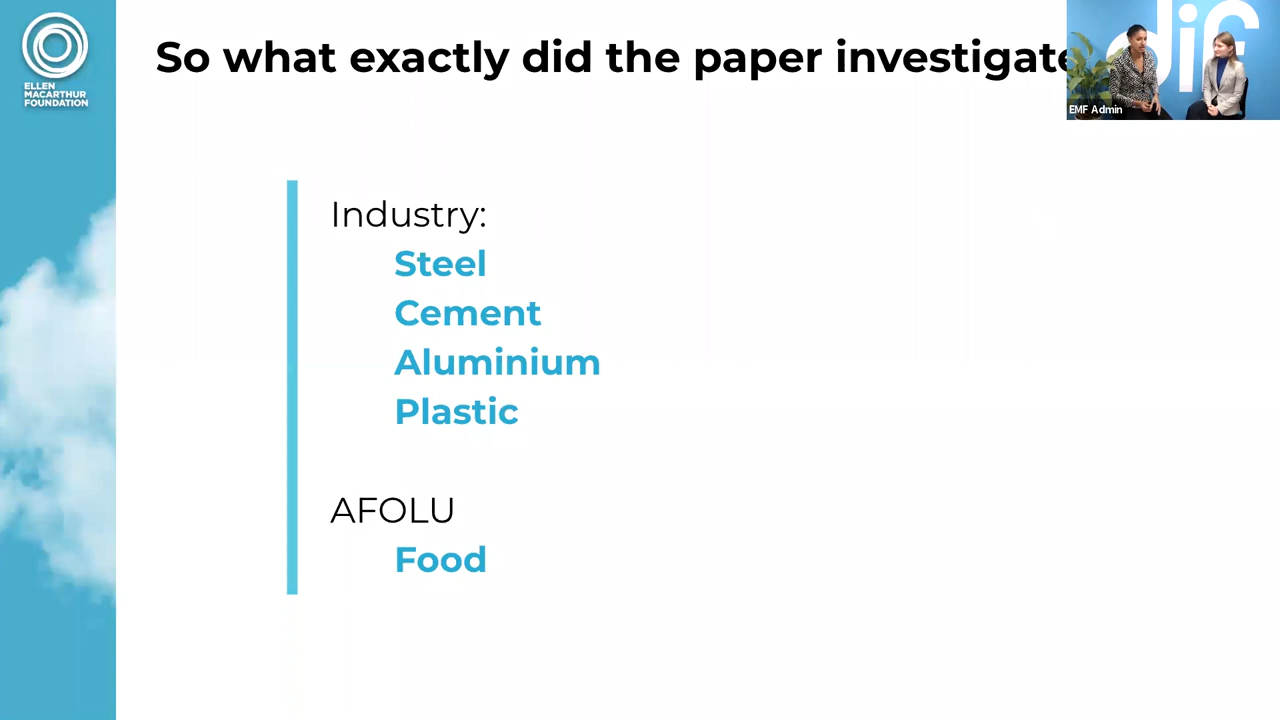 So what exactly did the paper investigate
ELLEN
MACARTHUR
FOUNDATION
dif
EMF Admin
Industry:
Steel
Cement
Aluminium
Plastic
AFOLU
Food